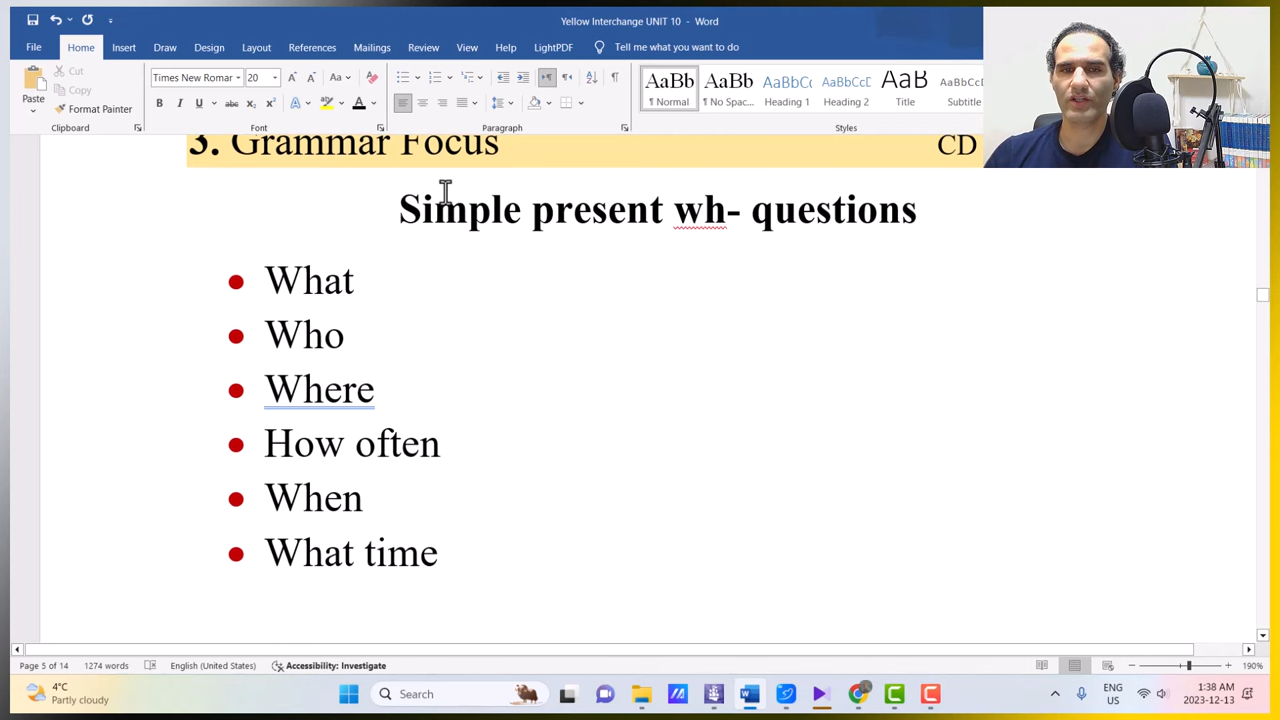 Yellow Interchange UNIT 10 - Word
File Home Insert Draw Design Layout References Mailings Review View Help LightPDF Tell me what you want to do
Paste
Cut
Copy
Format Painter
Clipboard
Times New Romar 20
Font
Paragraph
AaBb AaBb AaBbC AaBbCcC AaB AaBbCcD
¶ Normal ¶ No Spac... Heading 1 Heading 2 Title Subtitle
Styles
3. Grammar Focus CD
Simple present wh- questions
What
Who
Where
How often
When
What time
Page 5 of 14 1274 words English (United States) Accessibility: Investigate 190%
4°C
Partly cloudy
Search
ENG
US
1:38 AM
2023-12-13